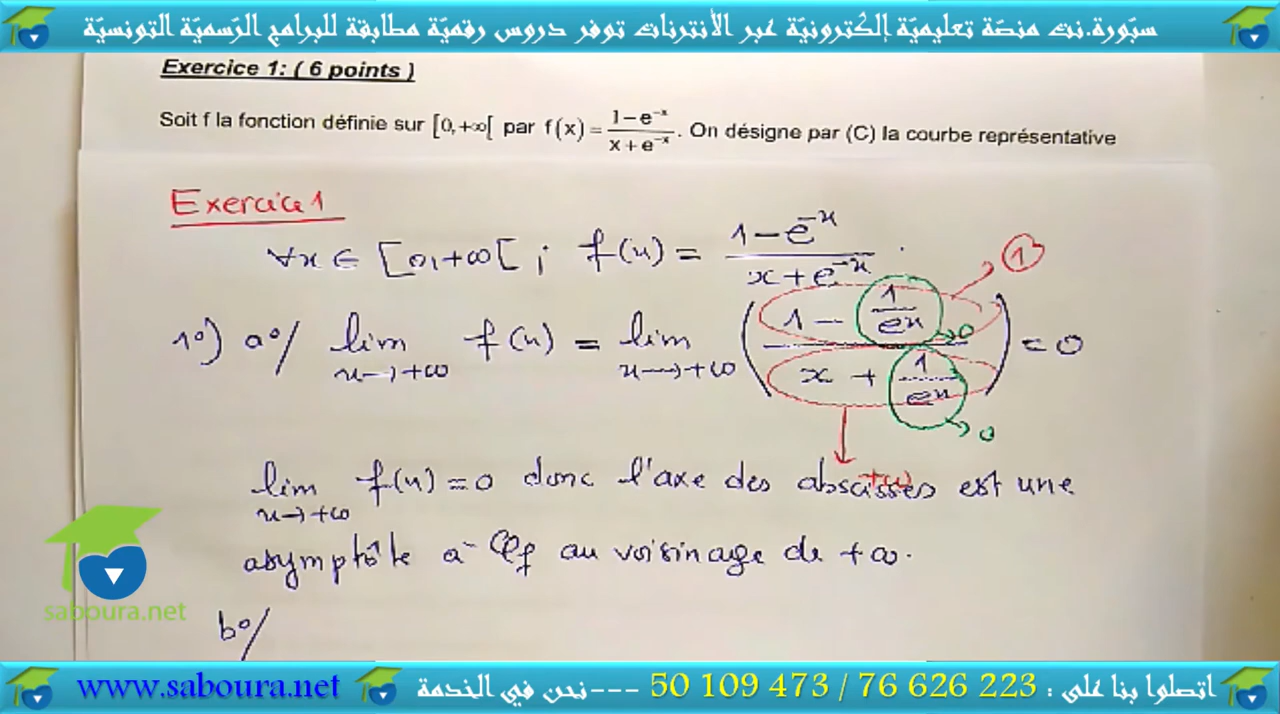 سبّورة.نت منصّة تعليميّة إلكترونيّة عبر الأنترنات توفر دروس رقميّة مطابقة للبرامج الرّسميّة التونسيّة
Exercice 1: ( 6 points )
Soit f la fonction définie sur [0,+∞[ par f(x) = (1 − e^−x)/(x + e^−x). On désigne par (C) la courbe représentative
Exercice 1
∀x ∈ [0,+∞[ ; f(x) = (1 − e^−x)/(x + e^−x).
1
1°) a°/ lim x→+∞ f(x) = lim x→+∞ ((1 − 1/e^x)/(x + 1/e^x)) = 0
→0
→0
+∞
lim x→+∞ f(x) = 0 donc l'axe des abscisses est une
asymptôte à 𝒞f au voisinage de +∞.
b°/
saboura.net
www.saboura.net اتصلوا بنا على : 50 109 473 / 76 626 223 ---نحن في الخدمة